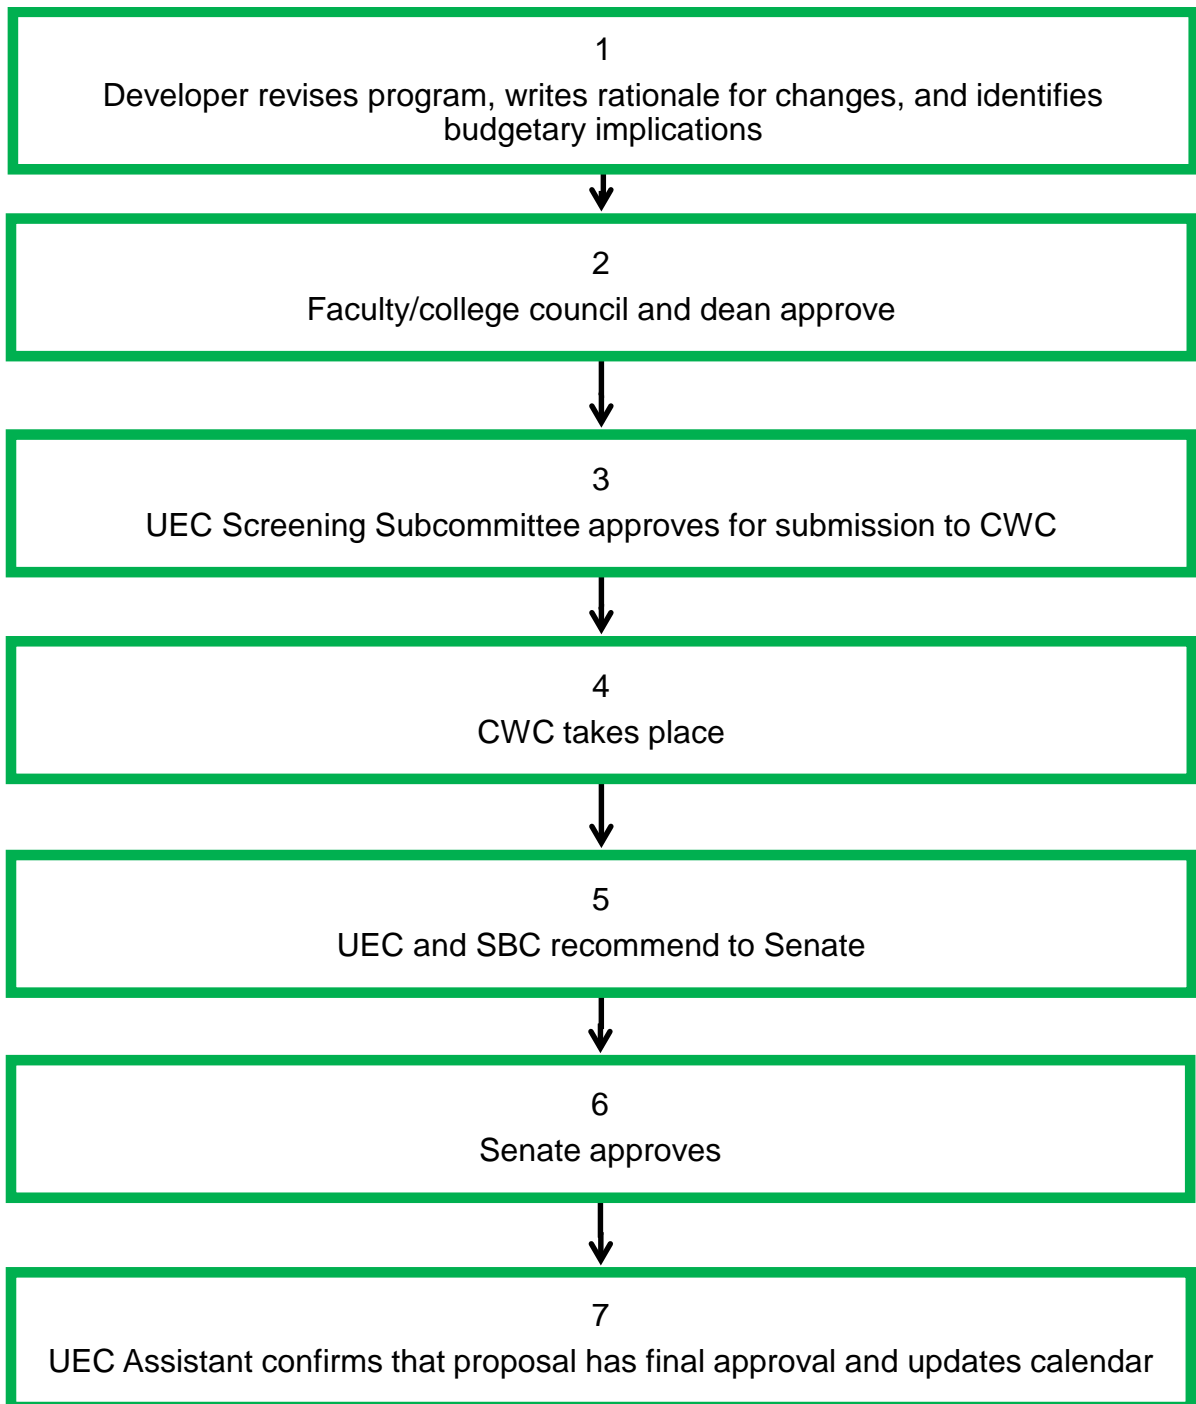 1
Developer revises program, writes rationale for changes, and identifies
budgetary implications
2
Faculty/college council and dean approve
3
UEC Screening Subcommittee approves for submission to CWC
4
CWC takes place
5
UEC and SBC recommend to Senate
6
Senate approves
7
UEC Assistant confirms that proposal has final approval and updates calendar